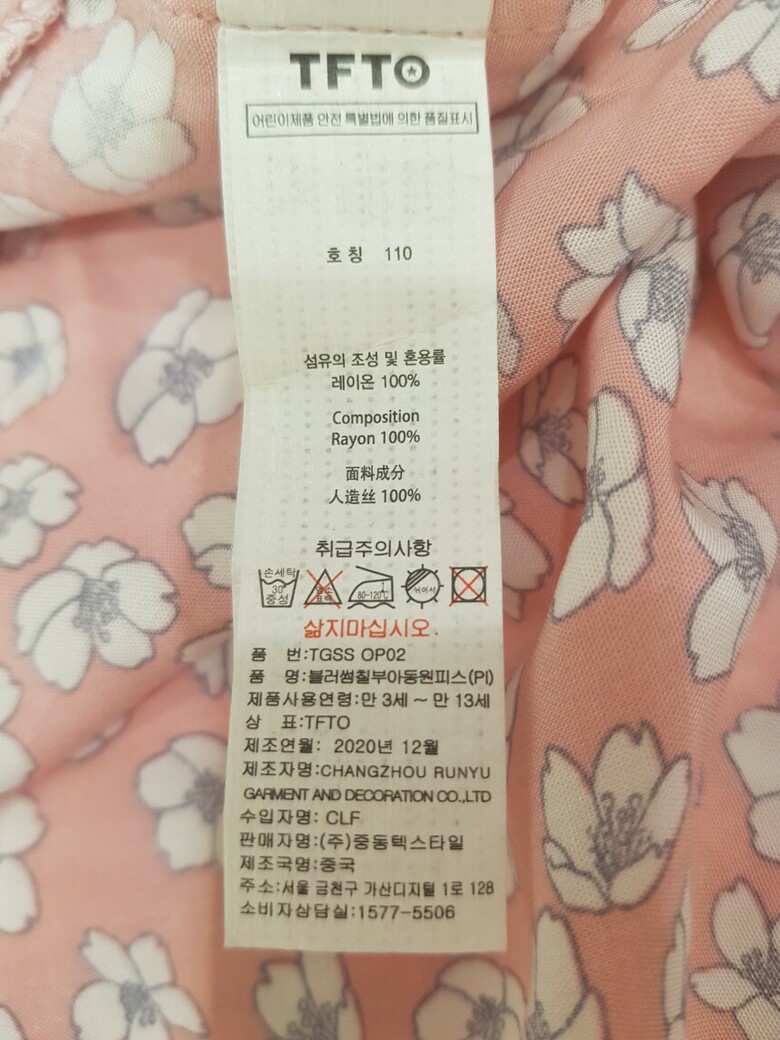 TFTO
어린이제품 안전 특별법에 의한 품질표시
호칭 110
섬유의 조성 및 혼용률
레이온 100%
Composition
Rayon 100%
面料成分
人造丝 100%
취급주의사항
손세탁
30°
중성
염소
표백
80~120℃
뉘어서
삶지마십시오.
품 번:TGSS OP02
품 명:블러썸칠부아동원피스(PI)
제품사용연령:만 3세 ~ 만 13세
상 표:TFTO
제조연월: 2020년 12월
제조자명:CHANGZHOU RUNYU
GARMENT AND DECORATION CO.,LTD
수입자명: CLF
판매자명:(주)중동텍스타일
제조국명:중국
주소:서울 금천구 가산디지털 1로 128
소비자상담실:1577-5506